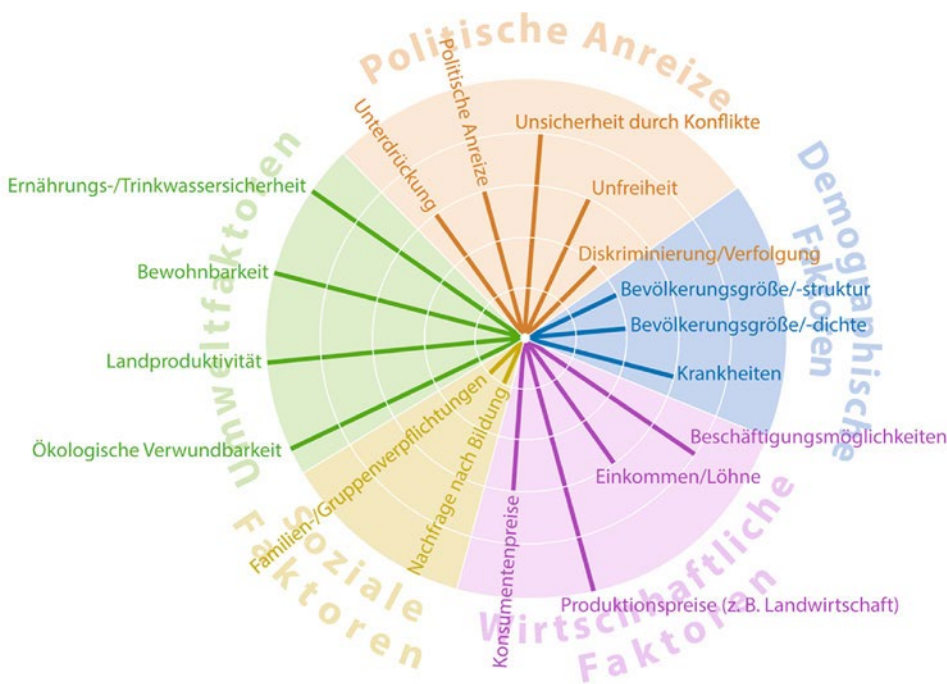 Politische Anreize
Unterdrückung
Politische Anreize
Unsicherheit durch Konflikte
Unfreiheit
Diskriminierung/Verfolgung
Demographische
Faktoren
Bevölkerungsgröße/-struktur
Bevölkerungsgröße/-dichte
Krankheiten
Wirtschaftliche
Faktoren
Beschäftigungsmöglichkeiten
Einkommen/Löhne
Produktionspreise (z. B. Landwirtschaft)
Konsumentenpreise
Soziale
Faktoren
Nachfrage nach Bildung
Familien-/Gruppenverpflichtungen
Umweltfaktoren
Ökologische Verwundbarkeit
Landproduktivität
Bewohnbarkeit
Ernährungs-/Trinkwassersicherheit